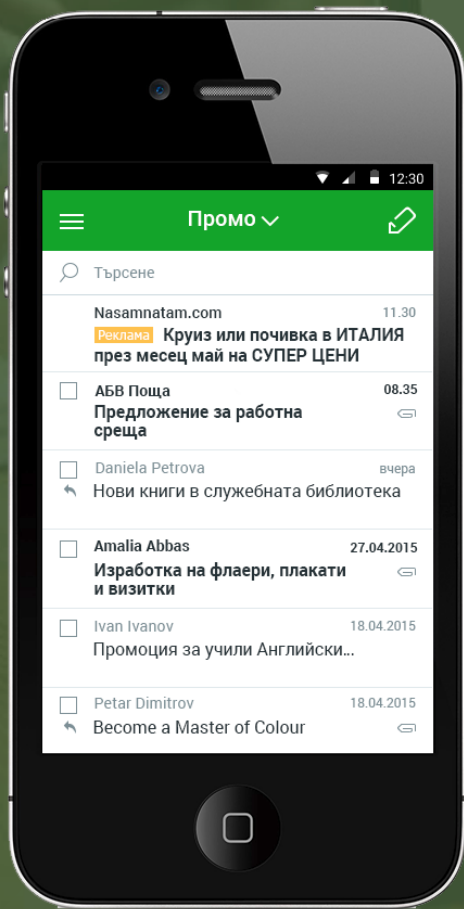 12:30
Промо
Търсене
Nasamnatam.com 11.30
Реклама Круиз или почивка в ИТАЛИЯ
през месец май на СУПЕР ЦЕНИ
АБВ Поща 08.35
Предложение за работна
среща
Daniela Petrova вчера
Нови книги в служебната библиотека
Amalia Abbas 27.04.2015
Изработка на флаери, плакати
и визитки
Ivan Ivanov 18.04.2015
Промоция за учили Английски...
Petar Dimitrov 18.04.2015
Become a Master of Colour